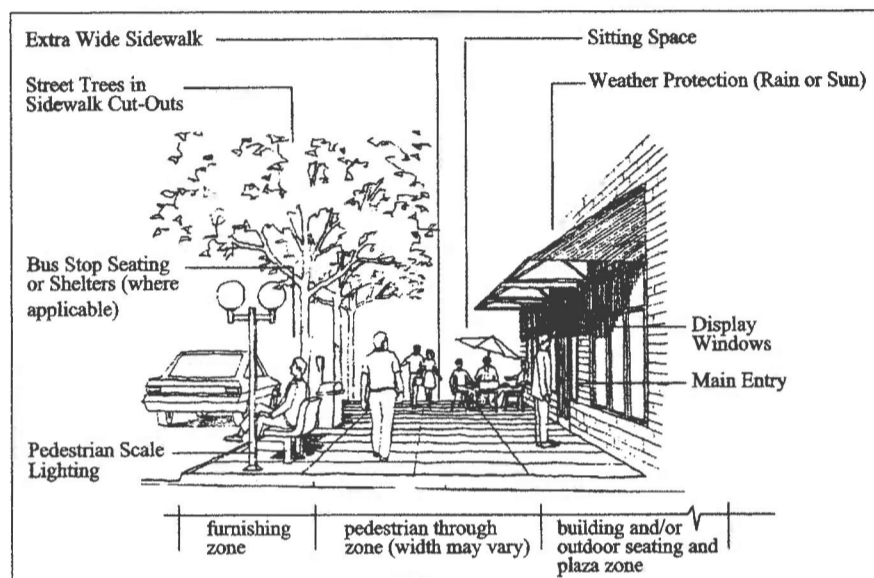 Extra Wide Sidewalk
Sitting Space
Street Trees in
Sidewalk Cut-Outs
Weather Protection (Rain or Sun)
Bus Stop Seating
or Shelters (where
applicable)
Display
Windows
Main Entry
Pedestrian Scale
Lighting
furnishing
zone
pedestrian through
zone (width may vary)
building and/or
outdoor seating and
plaza zone